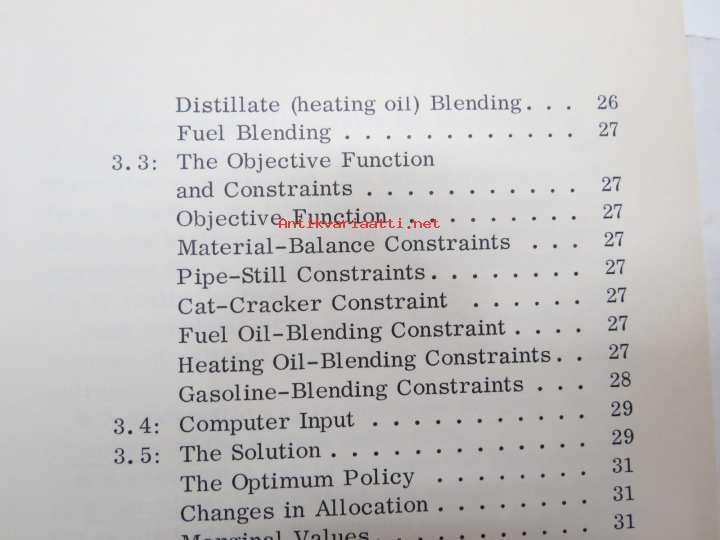 Distillate (heating oil) Blending. . . 26
Fuel Blending . . . . . . . . . . . . 27
3.3: The Objective Function
and Constraints . . . . . . . . . . . 27
Objective Function . . . . . . . . . 27
Antikvariaatti.net
Material-Balance Constraints . . . 27
Pipe-Still Constraints. . . . . . . . 27
Cat-Cracker Constraint . . . . . . 27
Fuel Oil-Blending Constraint . . . . 27
Heating Oil-Blending Constraints. . 27
Gasoline-Blending Constraints . . . 28
3.4: Computer Input . . . . . . . . . . . 29
3.5: The Solution . . . . . . . . . . . . . 29
The Optimum Policy . . . . . . . . 31
Changes in Allocation . . . . . . . . 31
Marginal Values. . . . . . . . . . . 31